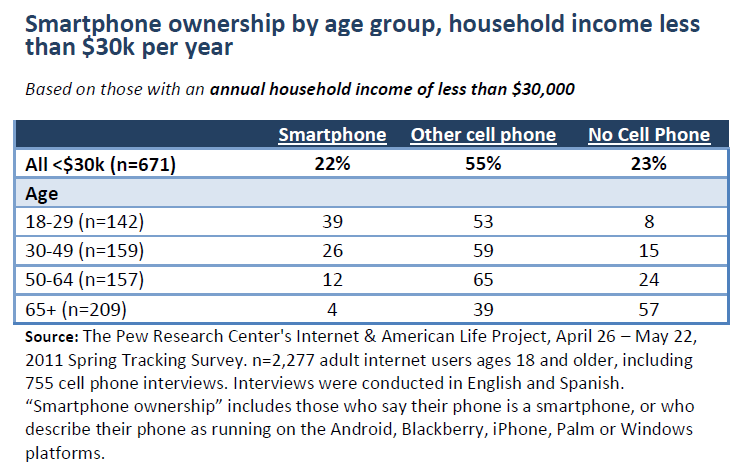 Smartphone ownership by age group, household income less
than $30k per year
Based on those with an annual household income of less than $30,000
Smartphone Other cell phone No Cell Phone
All <$30k (n=671) 22% 55% 23%
Age
18-29 (n=142) 39 53 8
30-49 (n=159) 26 59 15
50-64 (n=157) 12 65 24
65+ (n=209) 4 39 57
Source: The Pew Research Center's Internet & American Life Project, April 26 – May 22,
2011 Spring Tracking Survey. n=2,277 adult internet users ages 18 and older, including
755 cell phone interviews. Interviews were conducted in English and Spanish.
“Smartphone ownership” includes those who say their phone is a smartphone, or who
describe their phone as running on the Android, Blackberry, iPhone, Palm or Windows
platforms.